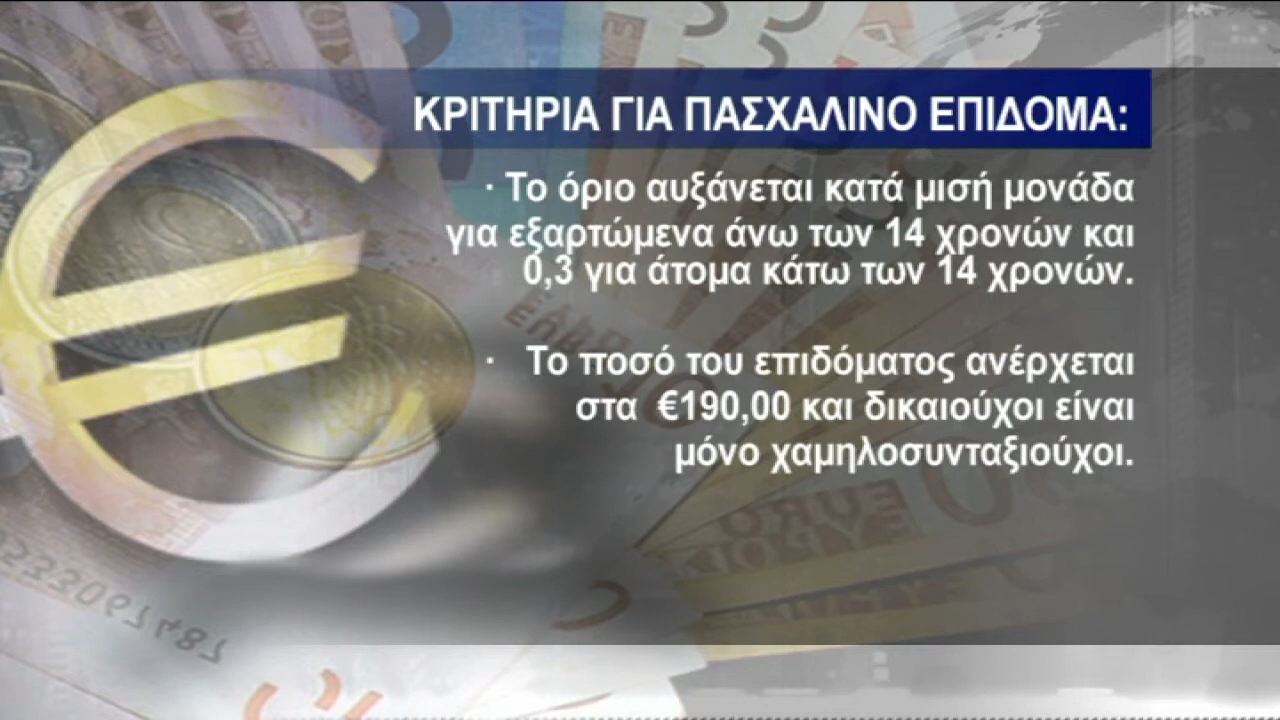 ΚΡΙΤΗΡΙΑ ΓΙΑ ΠΑΣΧΑΛΙΝΟ ΕΠΙΔΟΜΑ:
· Το όριο αυξάνεται κατά μισή μονάδα
για εξαρτώμενα άνω των 14 χρονών και
0,3 για άτομα κάτω των 14 χρονών.
· Το ποσό του επιδόματος ανέρχεται
στα €190,00 και δικαιούχοι είναι
μόνο χαμηλοσυνταξιούχοι.